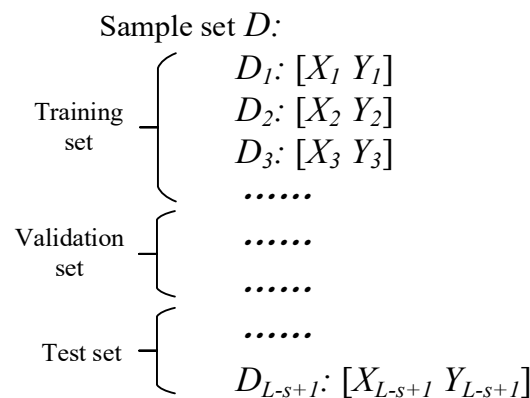 Sample set D:
D1: [X1 Y1]
D2: [X2 Y2]
Training set
D3: [X3 Y3]
......
Validation set
......
......
......
Test set
DL-s+1: [XL-s+1 YL-s+1]